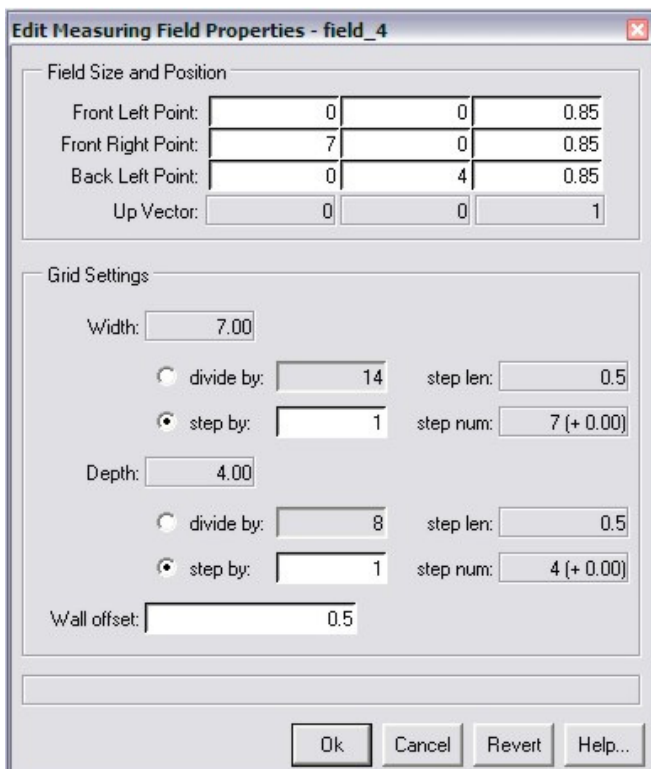 Edit Measuring Field Properties - field_4
Field Size and Position
Front Left Point: 0 0 0.85
Front Right Point: 7 0 0.85
Back Left Point: 0 4 0.85
Up Vector: 0 0 1
Grid Settings
Width: 7.00
divide by: 14 step len: 0.5
step by: 1 step num: 7 (+ 0.00)
Depth: 4.00
divide by: 8 step len: 0.5
step by: 1 step num: 4 (+ 0.00)
Wall offset: 0.5
Ok Cancel Revert Help...